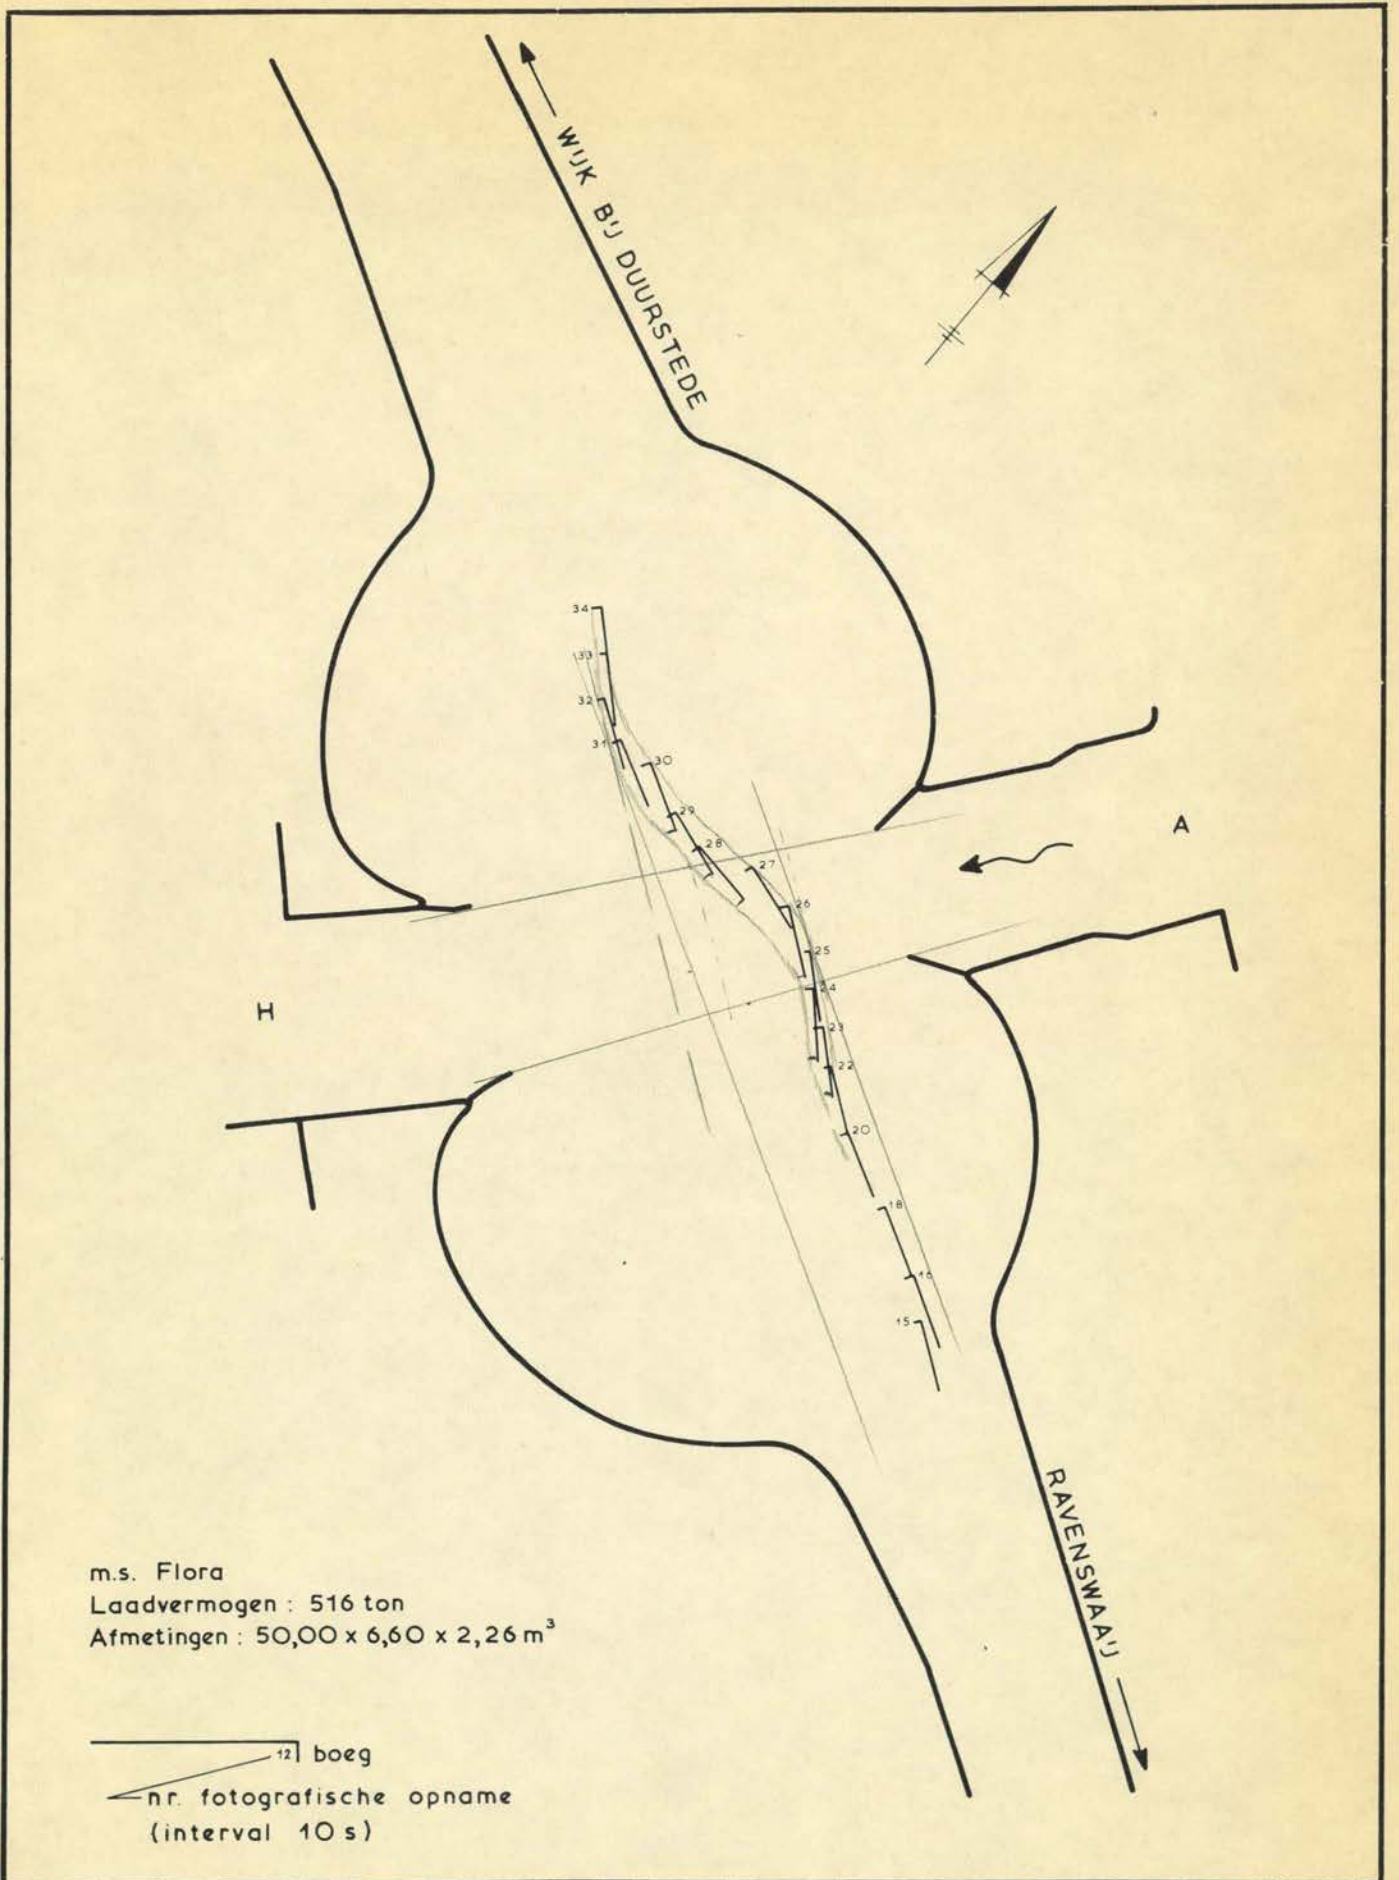 WIJK BIJ DUURSTEDE
34
33
32
31
30
29
28
27
26
A
25
24
H
23
22
20
18
16
15
RAVENSWAAIJ
m.s. Flora
Laadvermogen : 516 ton
Afmetingen : 50,00 x 6,60 x 2,26 m³
12 boeg
nr. fotografische opname
(interval 10 s)